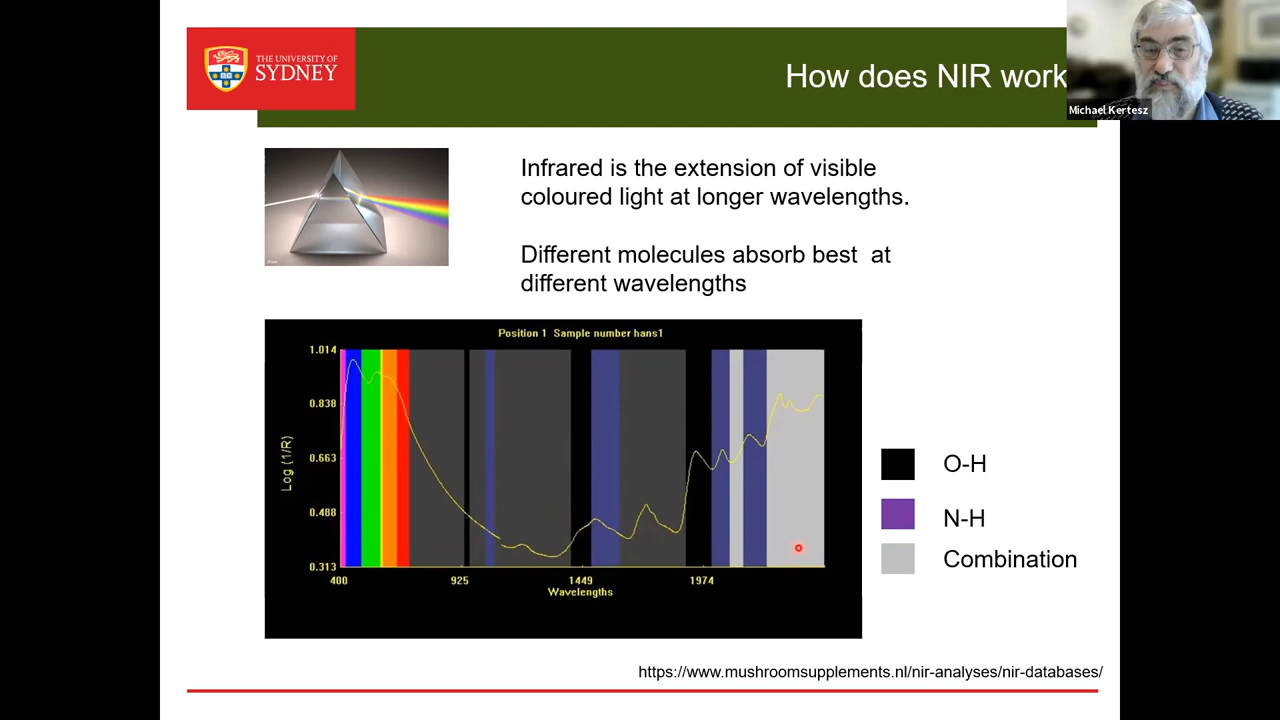 THE UNIVERSITY OF
SYDNEY
How does NIR work
Michael Kertesz
Infrared is the extension of visible
coloured light at longer wavelengths.
Different molecules absorb best at
different wavelengths
Position 1 Sample number hans1
1.014
0.838
0.663
0.488
0.313
Log (1/R)
400
925
1449
1974
Wavelengths
O-H
N-H
Combination
https://www.mushroomsupplements.nl/nir-analyses/nir-databases/